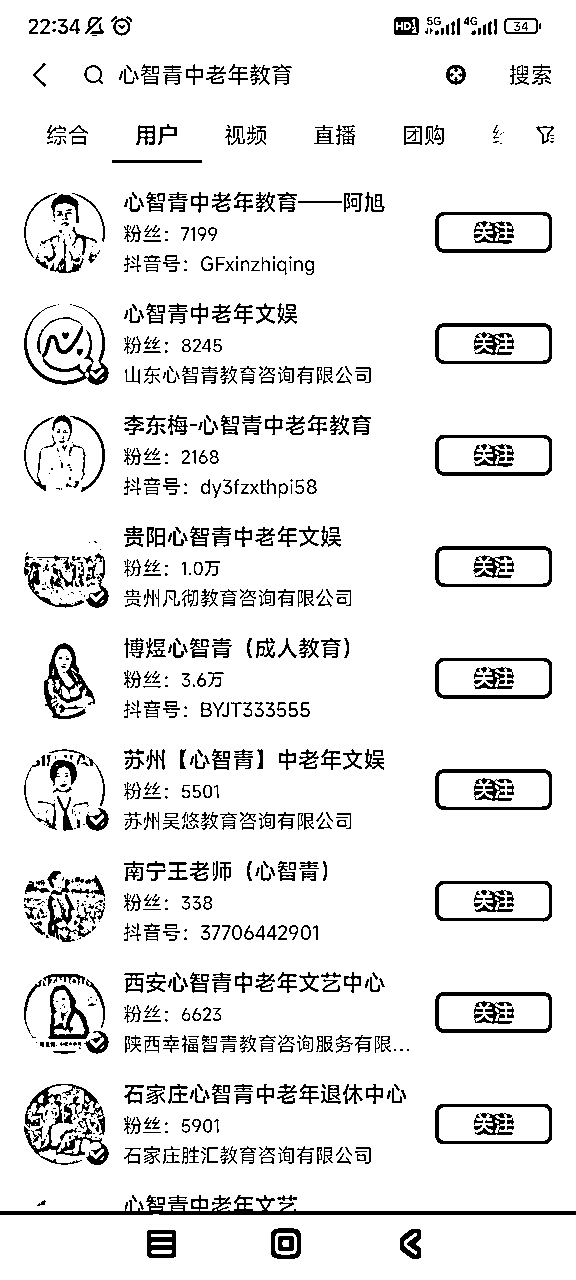 22:34 HD 5G 4G 34
心智青中老年教育 搜索
综合 用户 视频 直播 团购
心智青中老年教育——阿旭
粉丝：7199
关注
抖音号：GFxinzhiqing
心智青中老年文娱
粉丝：8245
关注
山东心智青教育咨询有限公司
李东梅-心智青中老年教育
粉丝：2168
关注
抖音号：dy3fzxthpi58
贵阳心智青中老年文娱
粉丝：1.0万
关注
贵州凡彻教育咨询有限公司
博煜心智青（成人教育）
粉丝：3.6万
关注
抖音号：BYJT333555
苏州【心智青】中老年文娱
粉丝：5501
关注
苏州吴悠教育咨询有限公司
南宁王老师（心智青）
粉丝：338
关注
抖音号：37706442901
西安心智青中老年文艺中心
粉丝：6623
关注
陕西幸福智青教育咨询服务有限...
石家庄心智青中老年退休中心
粉丝：5901
关注
石家庄胜汇教育咨询有限公司
心智青中老年文艺